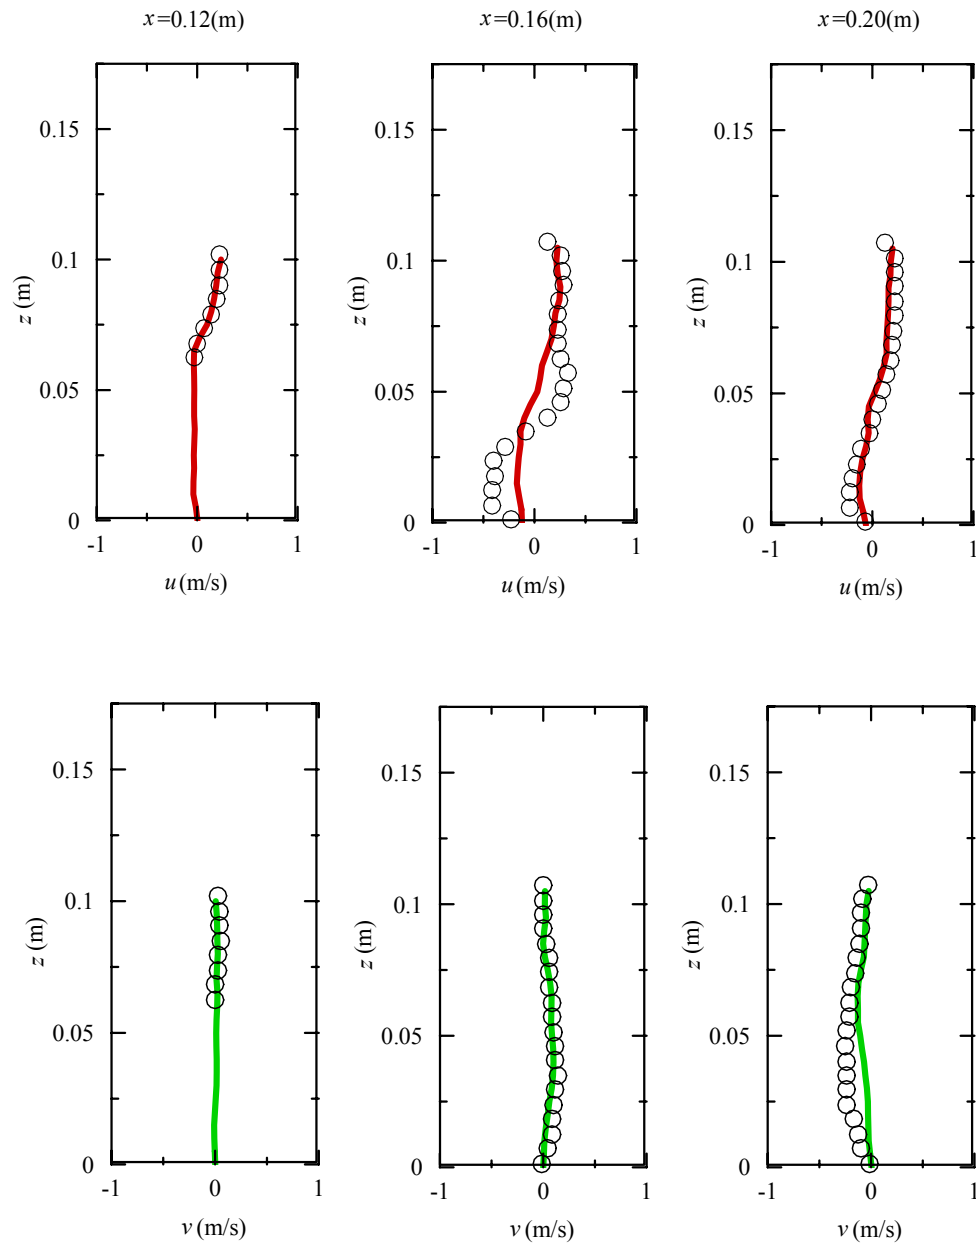 x=0.12(m) x=0.16(m) x=0.20(m)
0.15 0.15 0.15
0.1 0.1 0.1
z (m) z (m) z (m)
0.05 0.05 0.05
0 0 0
-1 0 1 -1 0 1 -1 0 1
u (m/s) u (m/s) u (m/s)
0.15 0.15 0.15
0.1 0.1 0.1
z (m) z (m) z (m)
0.05 0.05 0.05
0 0 0
-1 0 1 -1 0 1 -1 0 1
v (m/s) v (m/s) v (m/s)